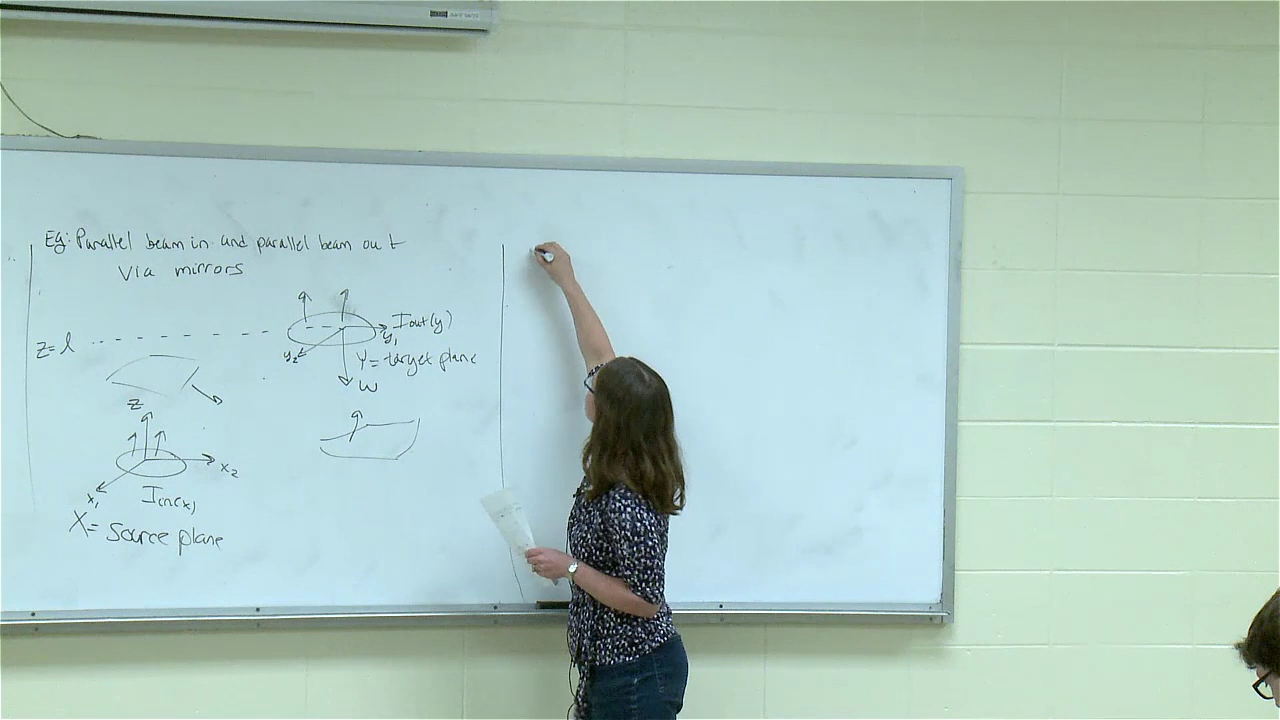 Eg: Parallel beam in and parallel beam out
via mirrors
Z=l
Iout(y)
y₁
y₂
Y = target plane
w
z
x₂
x₁
Iin(x)
X = source plane